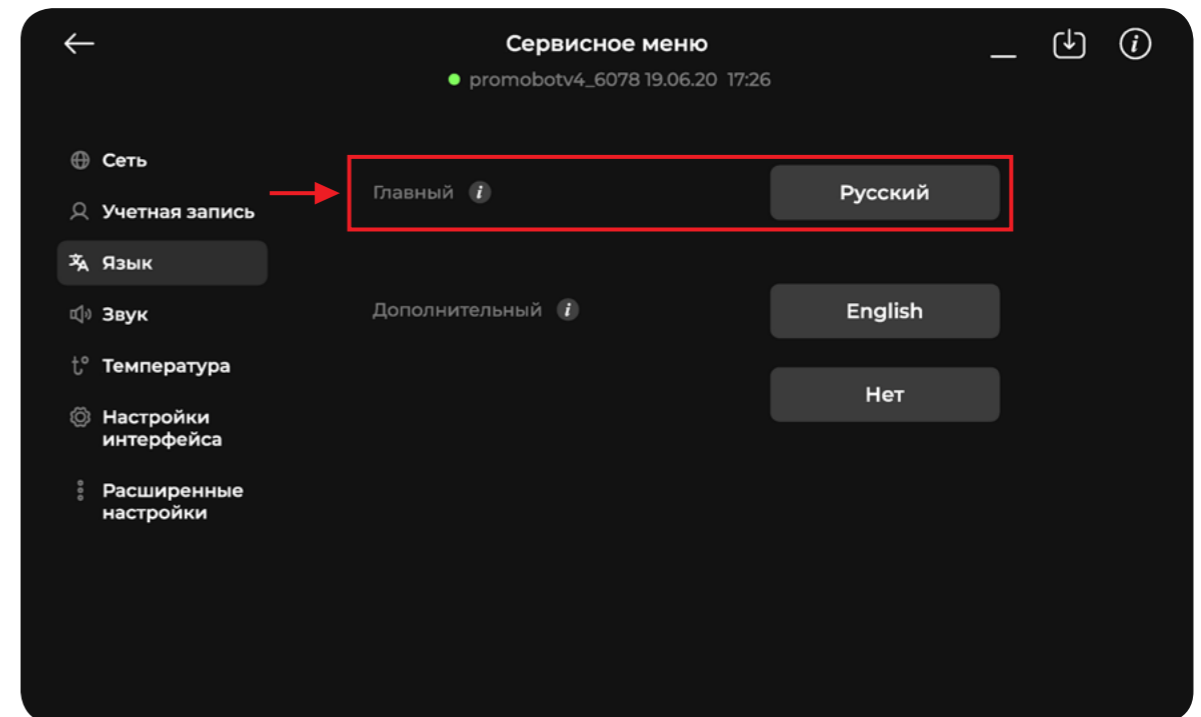 Сервисное меню
promobotv4_6078 19.06.20 17:26
Сеть
Учетная запись
Язык
Звук
Температура
Настройки
интерфейса
Расширенные
настройки
Главный
Русский
Дополнительный
English
Нет